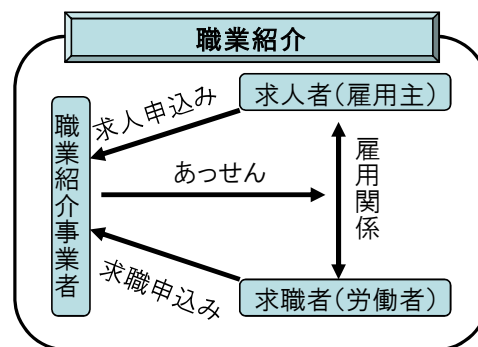 職業紹介
求人者(雇用主)
求人申込み
職業紹介事業者
あっせん
雇用関係
求職申込み
求職者(労働者)